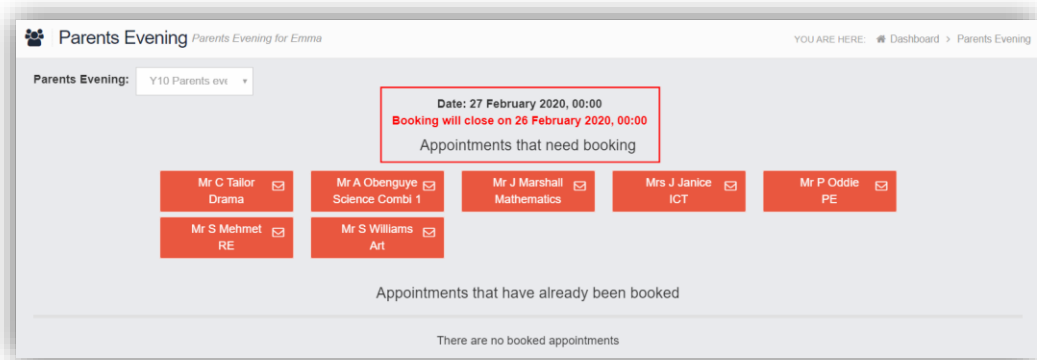 Parents Evening Parents Evening for Emma
YOU ARE HERE: Dashboard > Parents Evening
Parents Evening: Y10 Parents eve
Date: 27 February 2020, 00:00
Booking will close on 26 February 2020, 00:00
Appointments that need booking
Mr C Tailor
Drama
Mr A Obenguye
Science Combi 1
Mr J Marshall
Mathematics
Mrs J Janice
ICT
Mr P Oddie
PE
Mr S Mehmet
RE
Mr S Williams
Art
Appointments that have already been booked
There are no booked appointments